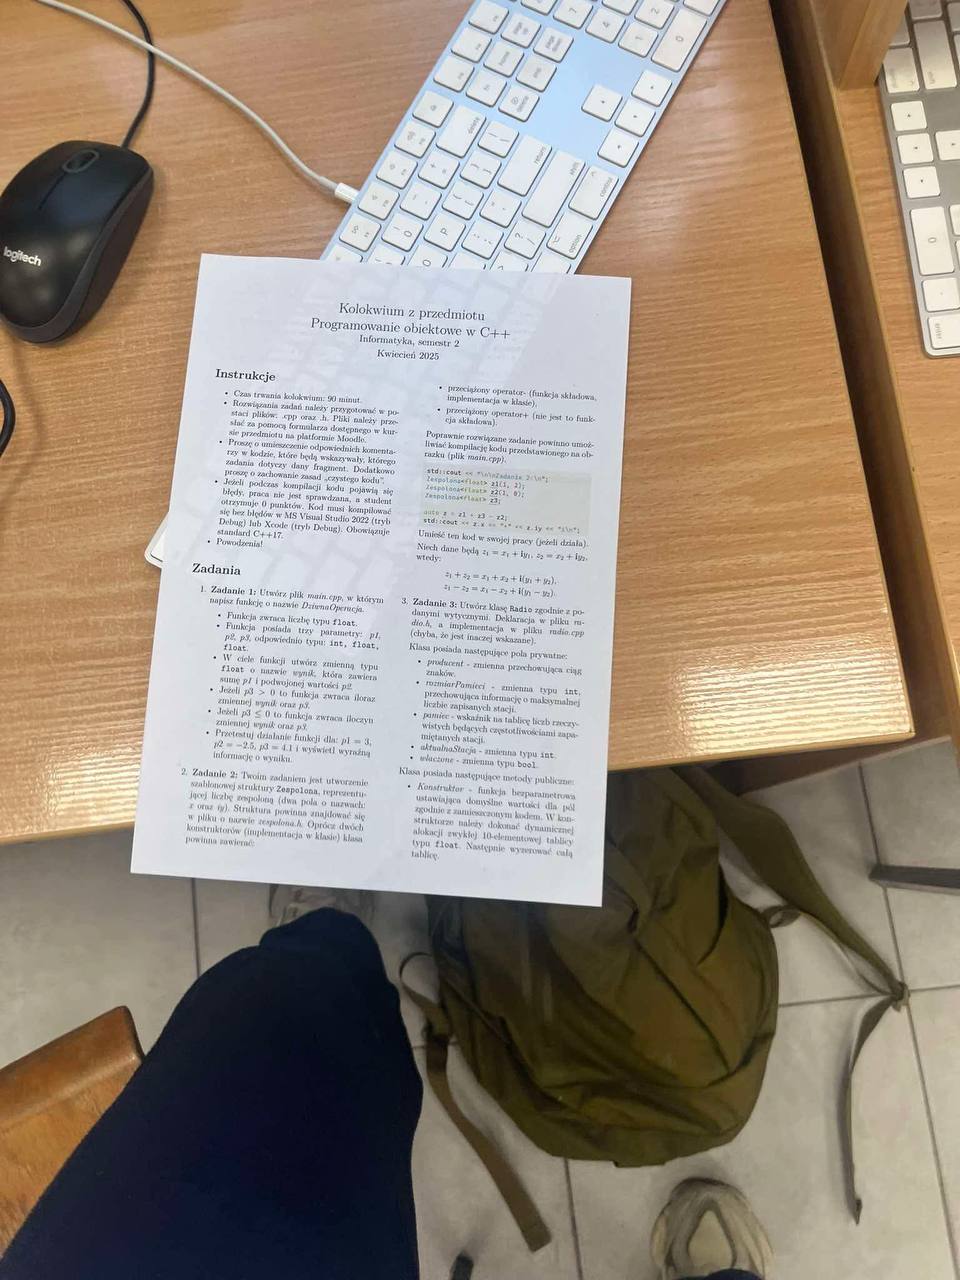 logitech
Kolokwium z przedmiotu
Programowanie obiektowe w C++
Informatyka, semestr 2
Kwiecień 2025
Instrukcje
• Czas trwania kolokwium: 90 minut.
• Rozwiązania zadań należy przygotować w po-
staci plików: .cpp oraz .h. Pliki należy prze-
słać za pomocą formularza dostępnego w kur-
sie przedmiotu na platformie Moodle.
• Proszę o umieszczenie odpowiednich komenta-
rzy w kodzie, które będą wskazywały, którego
zadania dotyczy dany fragment. Dodatkowo
proszę o zachowanie zasad „czystego kodu".
• Jeżeli podczas kompilacji kodu pojawią się
błędy, praca nie jest sprawdzana, a student
otrzymuje 0 punktów. Kod musi kompilować
się bez błędów w MS Visual Studio 2022 (tryb
Debug) lub Xcode (tryb Debug). Obowiązuje
standard C++17.
• Powodzenia!
Zadania
1. Zadanie 1: Utwórz plik main.cpp, w którym
napisz funkcję o nazwie DziwnaOperacja.
• Funkcja zwraca liczbę typu float.
• Funkcja posiada trzy parametry: p1,
p2, p3, odpowiednio typu: int, float,
float.
• W ciele funkcji utwórz zmienną typu
float o nazwie wynik, która zawiera
sumę p1 i podwojonej wartości p2.
• Jeżeli p3 > 0 to funkcja zwraca iloraz
zmiennej wynik oraz p3.
• Jeżeli p3 ≤ 0 to funkcja zwraca iloczyn
zmiennej wynik oraz p3.
• Przetestuj działanie funkcji dla: p1 = 3,
p2 = −2.5, p3 = 4.1 i wyświetl wyraźną
informację o wyniku.
2. Zadanie 2: Twoim zadaniem jest utworzenie
szablonowej struktury Zespolona, reprezentu-
jącej liczbę zespoloną (dwa pola o nazwach:
x oraz iy). Struktura powinna znajdować się
w pliku o nazwie zespolona.h. Oprócz dwóch
konstruktorów (implementacja w klasie) klasa
powinna zawierać:
• przeciążony operator- (funkcja składowa,
implementacja w klasie),
• przeciążony operator+ (nie jest to funk-
cja składowa).
Poprawnie rozwiązane zadanie powinno umoż-
liwiać kompilację kodu przedstawionego na ob-
razku (plik main.cpp).
std::cout << "\n\nZadania 2:\n";
Zespolona<float> z1(1, 2);
Zespolona<float> z2(1, 0);
Zespolona<float> z3;
auto z = z1 + z3 - z2;
std::cout << z.x << "+" << z.iy << "i\n";
Umieść ten kod w swojej pracy (jeżeli działa).
Niech dane będą z1 = x1 + iy1, z2 = x2 + iy2,
wtedy:
z1 + z2 = x1 + x2 + i(y1 + y2),
z1 − z2 = x1 − x2 + i(y1 − y2).
3. Zadanie 3: Utwórz klasę Radio zgodnie z po-
danymi wytycznymi. Deklaracja w pliku ra-
dio.h, a implementacja w pliku radio.cpp
(chyba, że jest inaczej wskazane).
Klasa posiada następujące pola prywatne:
• producent - zmienna przechowująca ciąg
znaków.
• rozmiarPamieci - zmienna typu int,
przechowująca informację o maksymalnej
liczbie zapisanych stacji.
• pamiec - wskaźnik na tablicę liczb rzeczy-
wistych będących częstotliwościami zapa-
miętanych stacji.
• aktualnaStacja - zmienna typu int.
• wlaczone - zmienna typu bool.
Klasa posiada następujące metody publiczne:
• Konstruktor - funkcja bezparametrowa
ustawiająca domyślne wartości dla pól
zgodnie z zamieszczonym kodem. W kon-
struktorze należy dokonać dynamicznej
alokacji zwykłej 10-elementowej tablicy
typu float. Następnie wyzerować całą
tablicę.